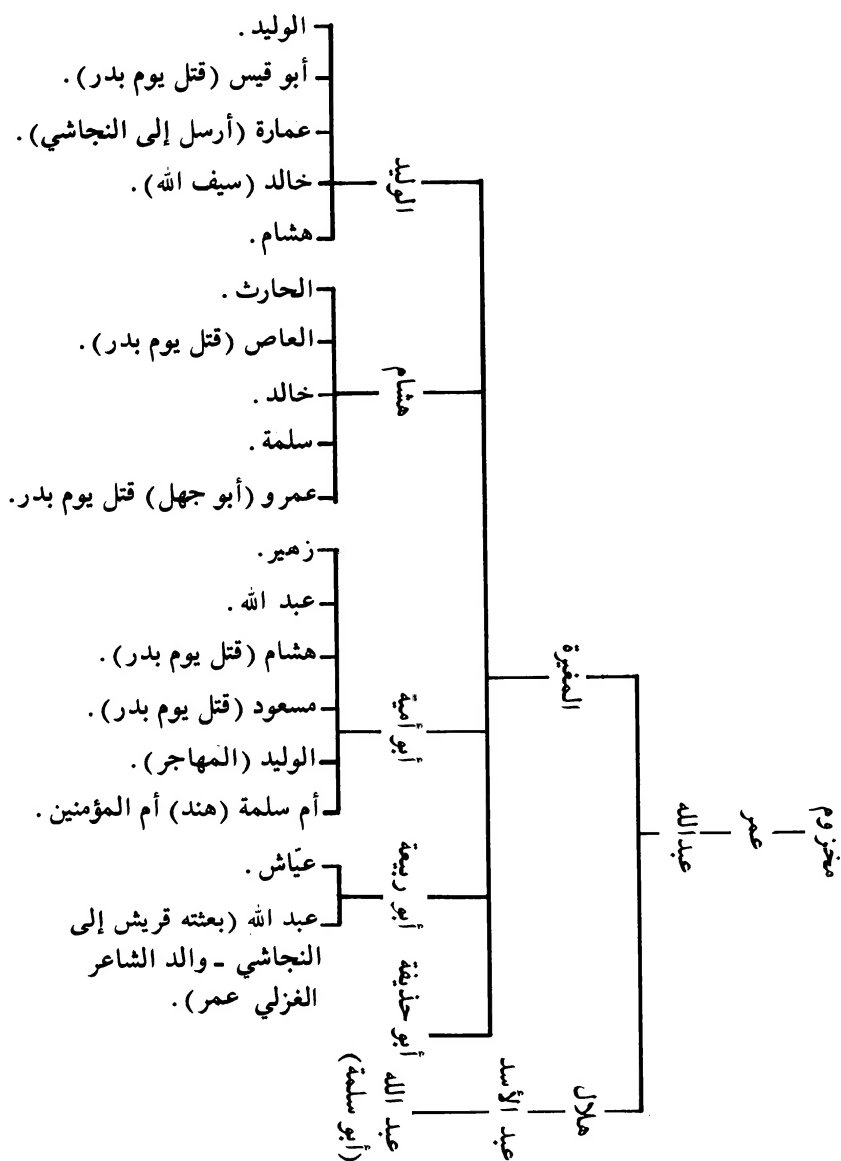 مخزوم
عمر
عبدالله
المغيرة
الوليد
الوليد.
أبو قيس (قتل يوم بدر).
عمارة (أرسل إلى النجاشي).
خالد (سيف الله).
هشام.
هشام
الحارث.
العاص (قتل يوم بدر).
خالد.
سلمة.
عمرو (أبو جهل) قتل يوم بدر.
أبو أمية
زهير.
عبد الله.
هشام (قتل يوم بدر).
مسعود (قتل يوم بدر).
الوليد (المهاجر).
أم سلمة (هند) أم المؤمنين.
أبو ربيعة
عيّاش.
عبد الله (بعثته قريش إلى
النجاشي - والد الشاعر
الغزلي عمر).
أبو حذيفة
هلال
عبد الأسد
عبد الله
(أبو سلمة)